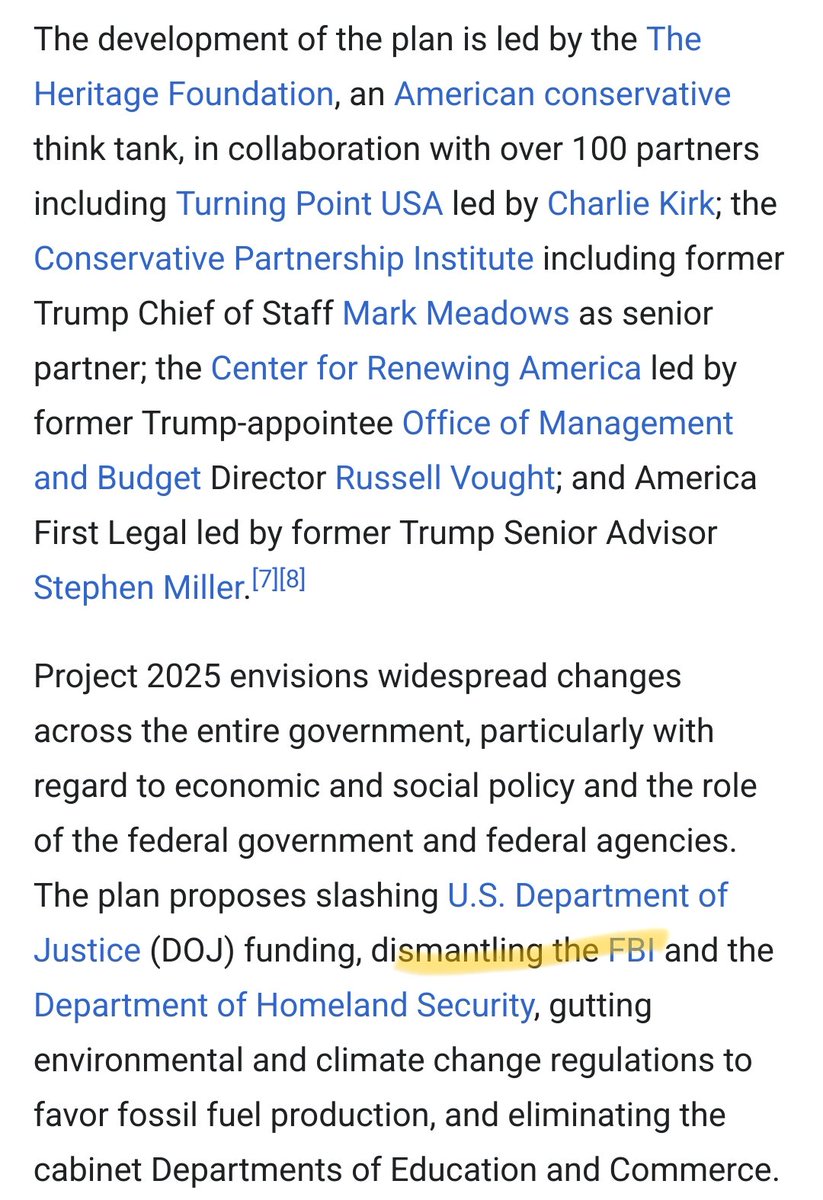 The development of the plan is led by the The
Heritage Foundation, an American conservative
think tank, in collaboration with over 100 partners
including Turning Point USA led by Charlie Kirk; the
Conservative Partnership Institute including former
Trump Chief of Staff Mark Meadows as senior
partner; the Center for Renewing America led by
former Trump-appointee Office of Management
and Budget Director Russell Vought; and America
First Legal led by former Trump Senior Advisor
Stephen Miller.[7][8]
Project 2025 envisions widespread changes
across the entire government, particularly with
regard to economic and social policy and the role
of the federal government and federal agencies.
The plan proposes slashing U.S. Department of
Justice (DOJ) funding, dismantling the FBI and the
Department of Homeland Security, gutting
environmental and climate change regulations to
favor fossil fuel production, and eliminating the
cabinet Departments of Education and Commerce.